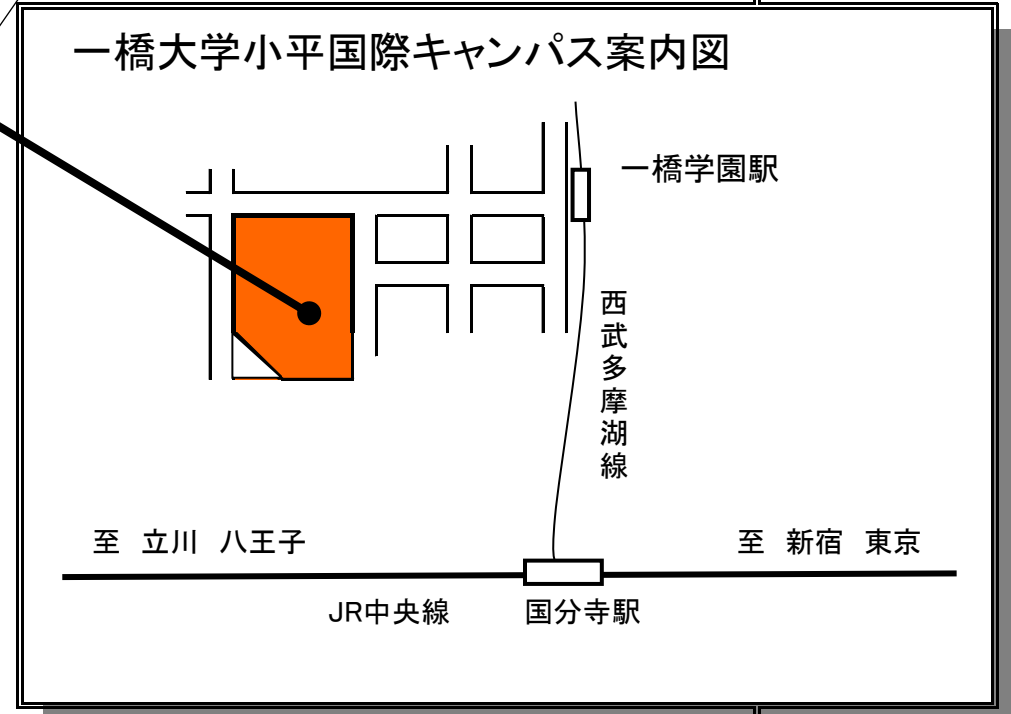 一橋大学小平国際キャンパス案内図
一橋学園駅
西武多摩湖線
至 立川 八王子
至 新宿 東京
JR中央線
国分寺駅